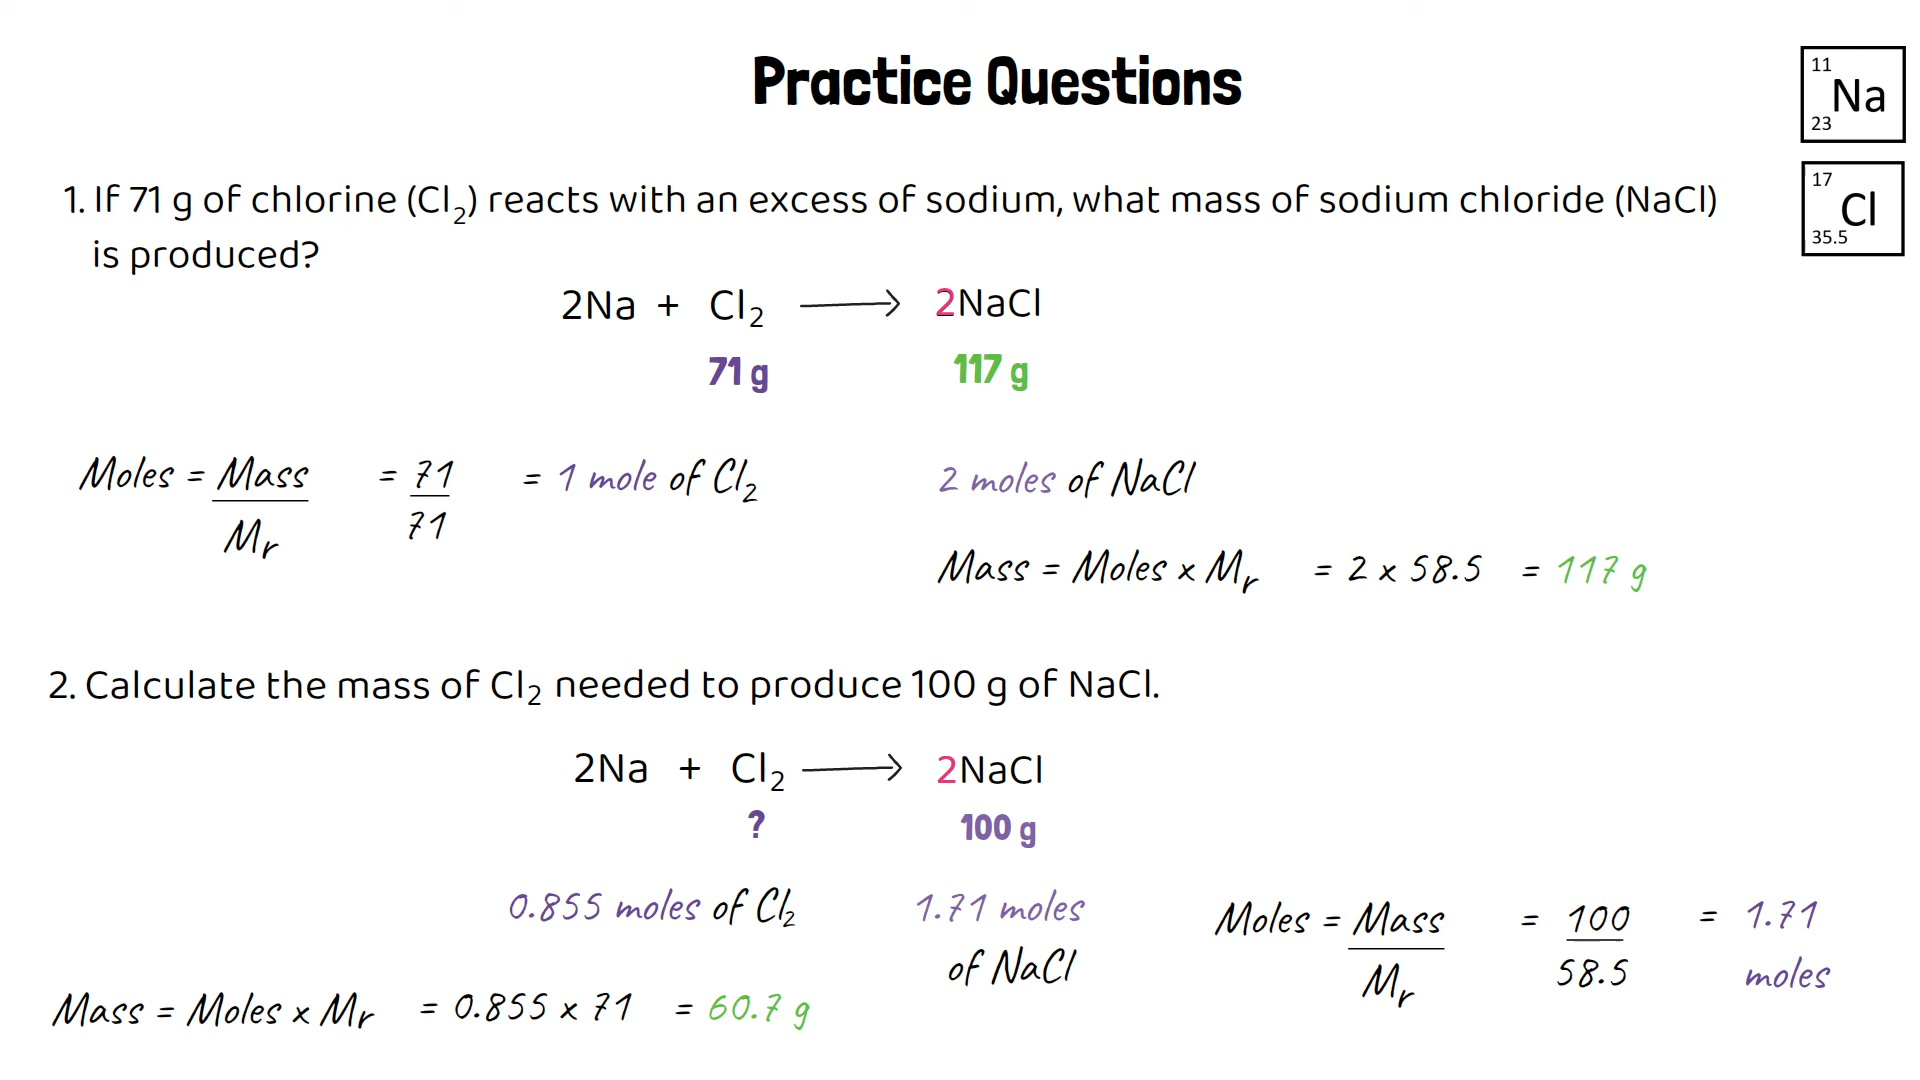 Practice Questions
11
Na
23
17
Cl
35.5
1. If 71 g of chlorine (Cl₂) reacts with an excess of sodium, what mass of sodium chloride (NaCl)
is produced?
2Na + Cl₂ ⟶ 2NaCl
71 g 117 g
Moles = Mass = 71 = 1 mole of Cl₂ 2 moles of NaCl
Mr 71
Mass = Moles x Mr = 2 x 58.5 = 117 g
2. Calculate the mass of Cl₂ needed to produce 100 g of NaCl.
2Na + Cl₂ ⟶ 2NaCl
? 100 g
0.855 moles of Cl₂ 1.71 moles
of NaCl
Moles = Mass = 100 = 1.71
Mr 58.5 moles
Mass = Moles x Mr = 0.855 x 71 = 60.7 g